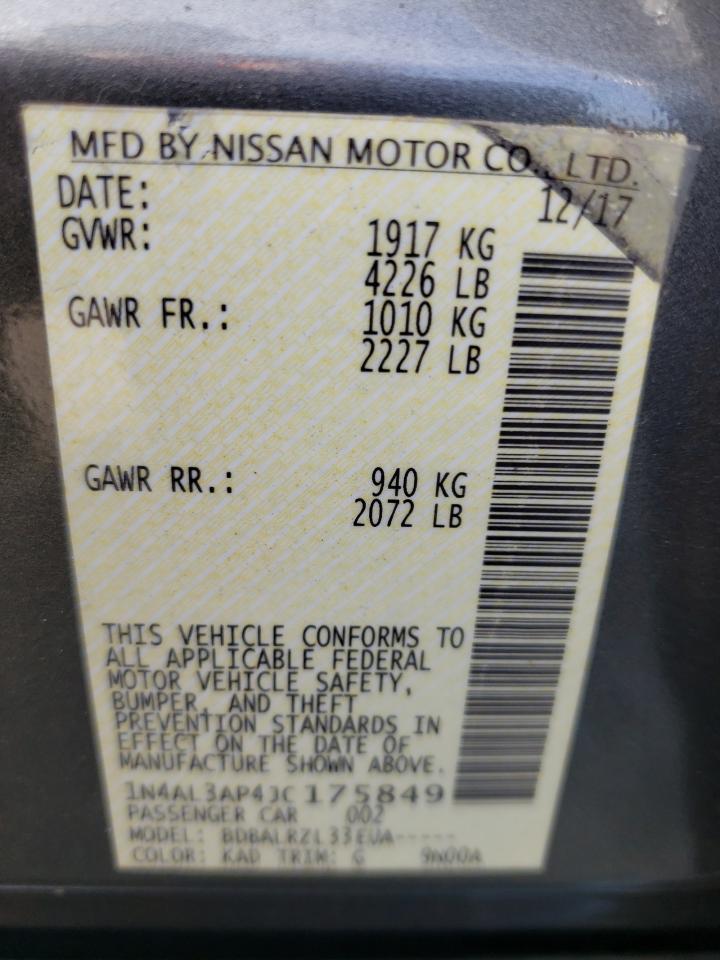 MFD BY NISSAN MOTOR CO., LTD.
DATE: 12/17
GVWR: 1917 KG
4226 LB
GAWR FR.: 1010 KG
2227 LB
GAWR RR.: 940 KG
2072 LB
THIS VEHICLE CONFORMS TO
ALL APPLICABLE FEDERAL
MOTOR VEHICLE SAFETY,
BUMPER, AND THEFT
PREVENTION STANDARDS IN
EFFECT ON THE DATE OF
MANUFACTURE SHOWN ABOVE.
1N4AL3AP4JC175849
PASSENGER CAR 002
MODEL: BDBALRZL33EUA-----
COLOR: KAD TRIM: G